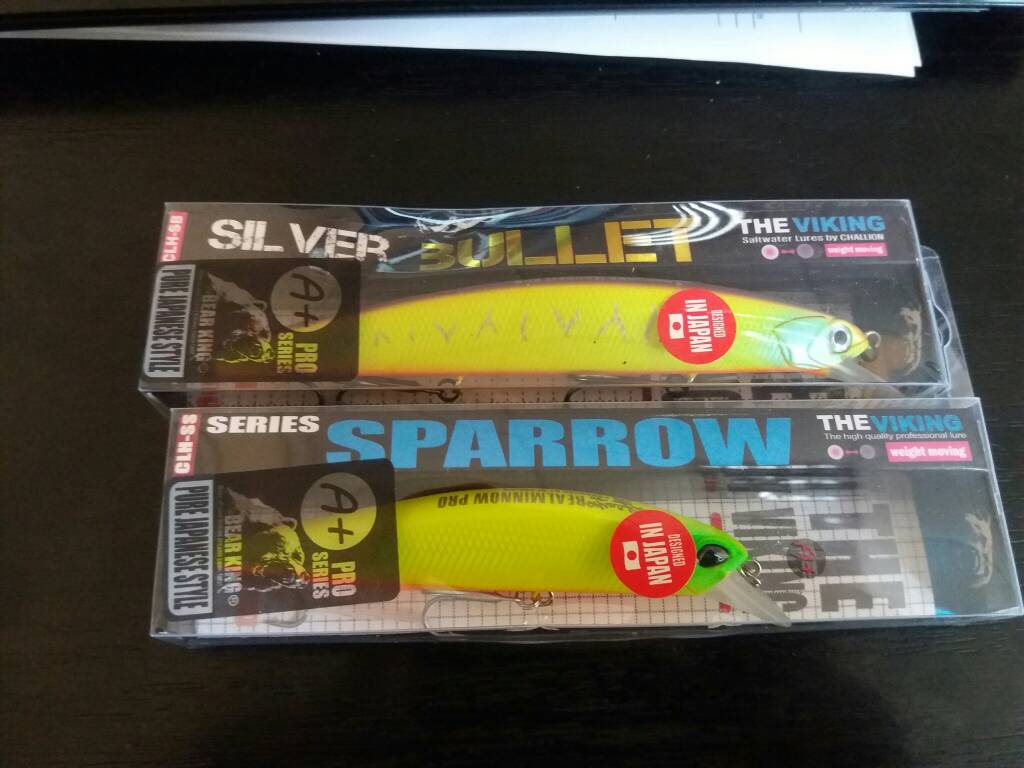 CLH-SB
SILVER BULLET
THE VIKING
Saltwater Lures by CHALLION
weight moving
PURE JAPANESE STYLE
BEAR KING
A+
PRO
SERIES
DESIGNED
IN JAPAN
CLH-SS
SERIES
SPARROW
THE VIKING
The high quality professional lure
weight moving
PURE JAPANESE STYLE
BEAR KING®
A+
PRO
SERIES
REALMINNOW PRO
DESIGNED
IN JAPAN
THE
VIKING